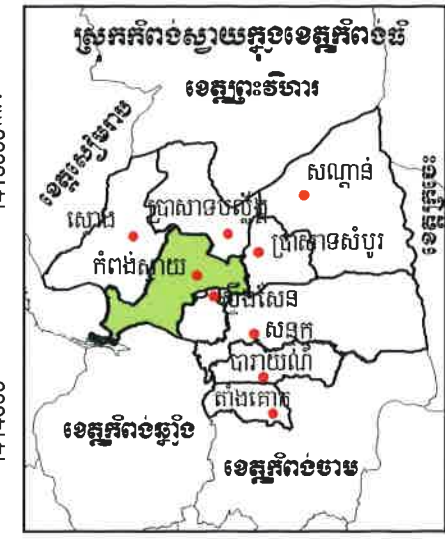 ស្រុកកំពង់ស្វាយក្នុងខេត្តកំពង់ធំ
ខេត្តព្រះវិហារ
ខេត្តសៀមរាប
សណ្ដាន់
ខេត្តក្រចេះ
ប្រាសាទបល្ល័ង្គ
ស្ទោង
ប្រាសាទសំបូរ
កំពង់ស្វាយ
ស្ទឹងសែន
សន្ទុក
បារាយណ៍
តាំងគោក
ខេត្តកំពង់ឆ្នាំង
ខេត្តកំពង់ចាម